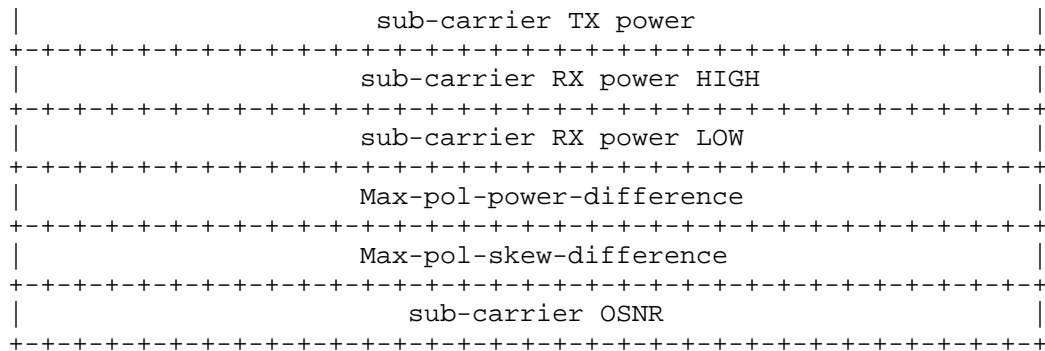 | sub-carrier TX power |
+-+-+-+-+-+-+-+-+-+-+-+-+-+-+-+-+-+-+-+-+-+-+-+-+-+-+-+-+-+-+-+-+
| sub-carrier RX power HIGH |
+-+-+-+-+-+-+-+-+-+-+-+-+-+-+-+-+-+-+-+-+-+-+-+-+-+-+-+-+-+-+-+-+
| sub-carrier RX power LOW |
+-+-+-+-+-+-+-+-+-+-+-+-+-+-+-+-+-+-+-+-+-+-+-+-+-+-+-+-+-+-+-+-+
| Max-pol-power-difference |
+-+-+-+-+-+-+-+-+-+-+-+-+-+-+-+-+-+-+-+-+-+-+-+-+-+-+-+-+-+-+-+-+
| Max-pol-skew-difference |
+-+-+-+-+-+-+-+-+-+-+-+-+-+-+-+-+-+-+-+-+-+-+-+-+-+-+-+-+-+-+-+-+
| sub-carrier OSNR |
+-+-+-+-+-+-+-+-+-+-+-+-+-+-+-+-+-+-+-+-+-+-+-+-+-+-+-+-+-+-+-+-+